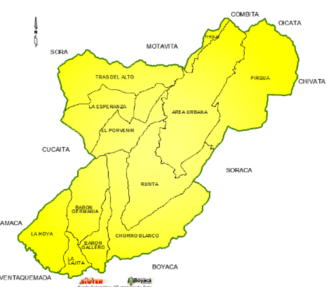 COMBITA
OICATA
MOTAVITA
SORA
PIRGUA
CHIVATA
TRAS DEL ALTO
LA ESPERANZA
AREA URBANA
EL PORVENIR
CUCAITA
SORACA
RUNTA
BARON
GERMANIA
LA HOYA
CHORRO BLANCO
BARON
GALLERO
LA
LAJITA
BOYACA
VENTAQUEMADA
AMACA
Boyacá